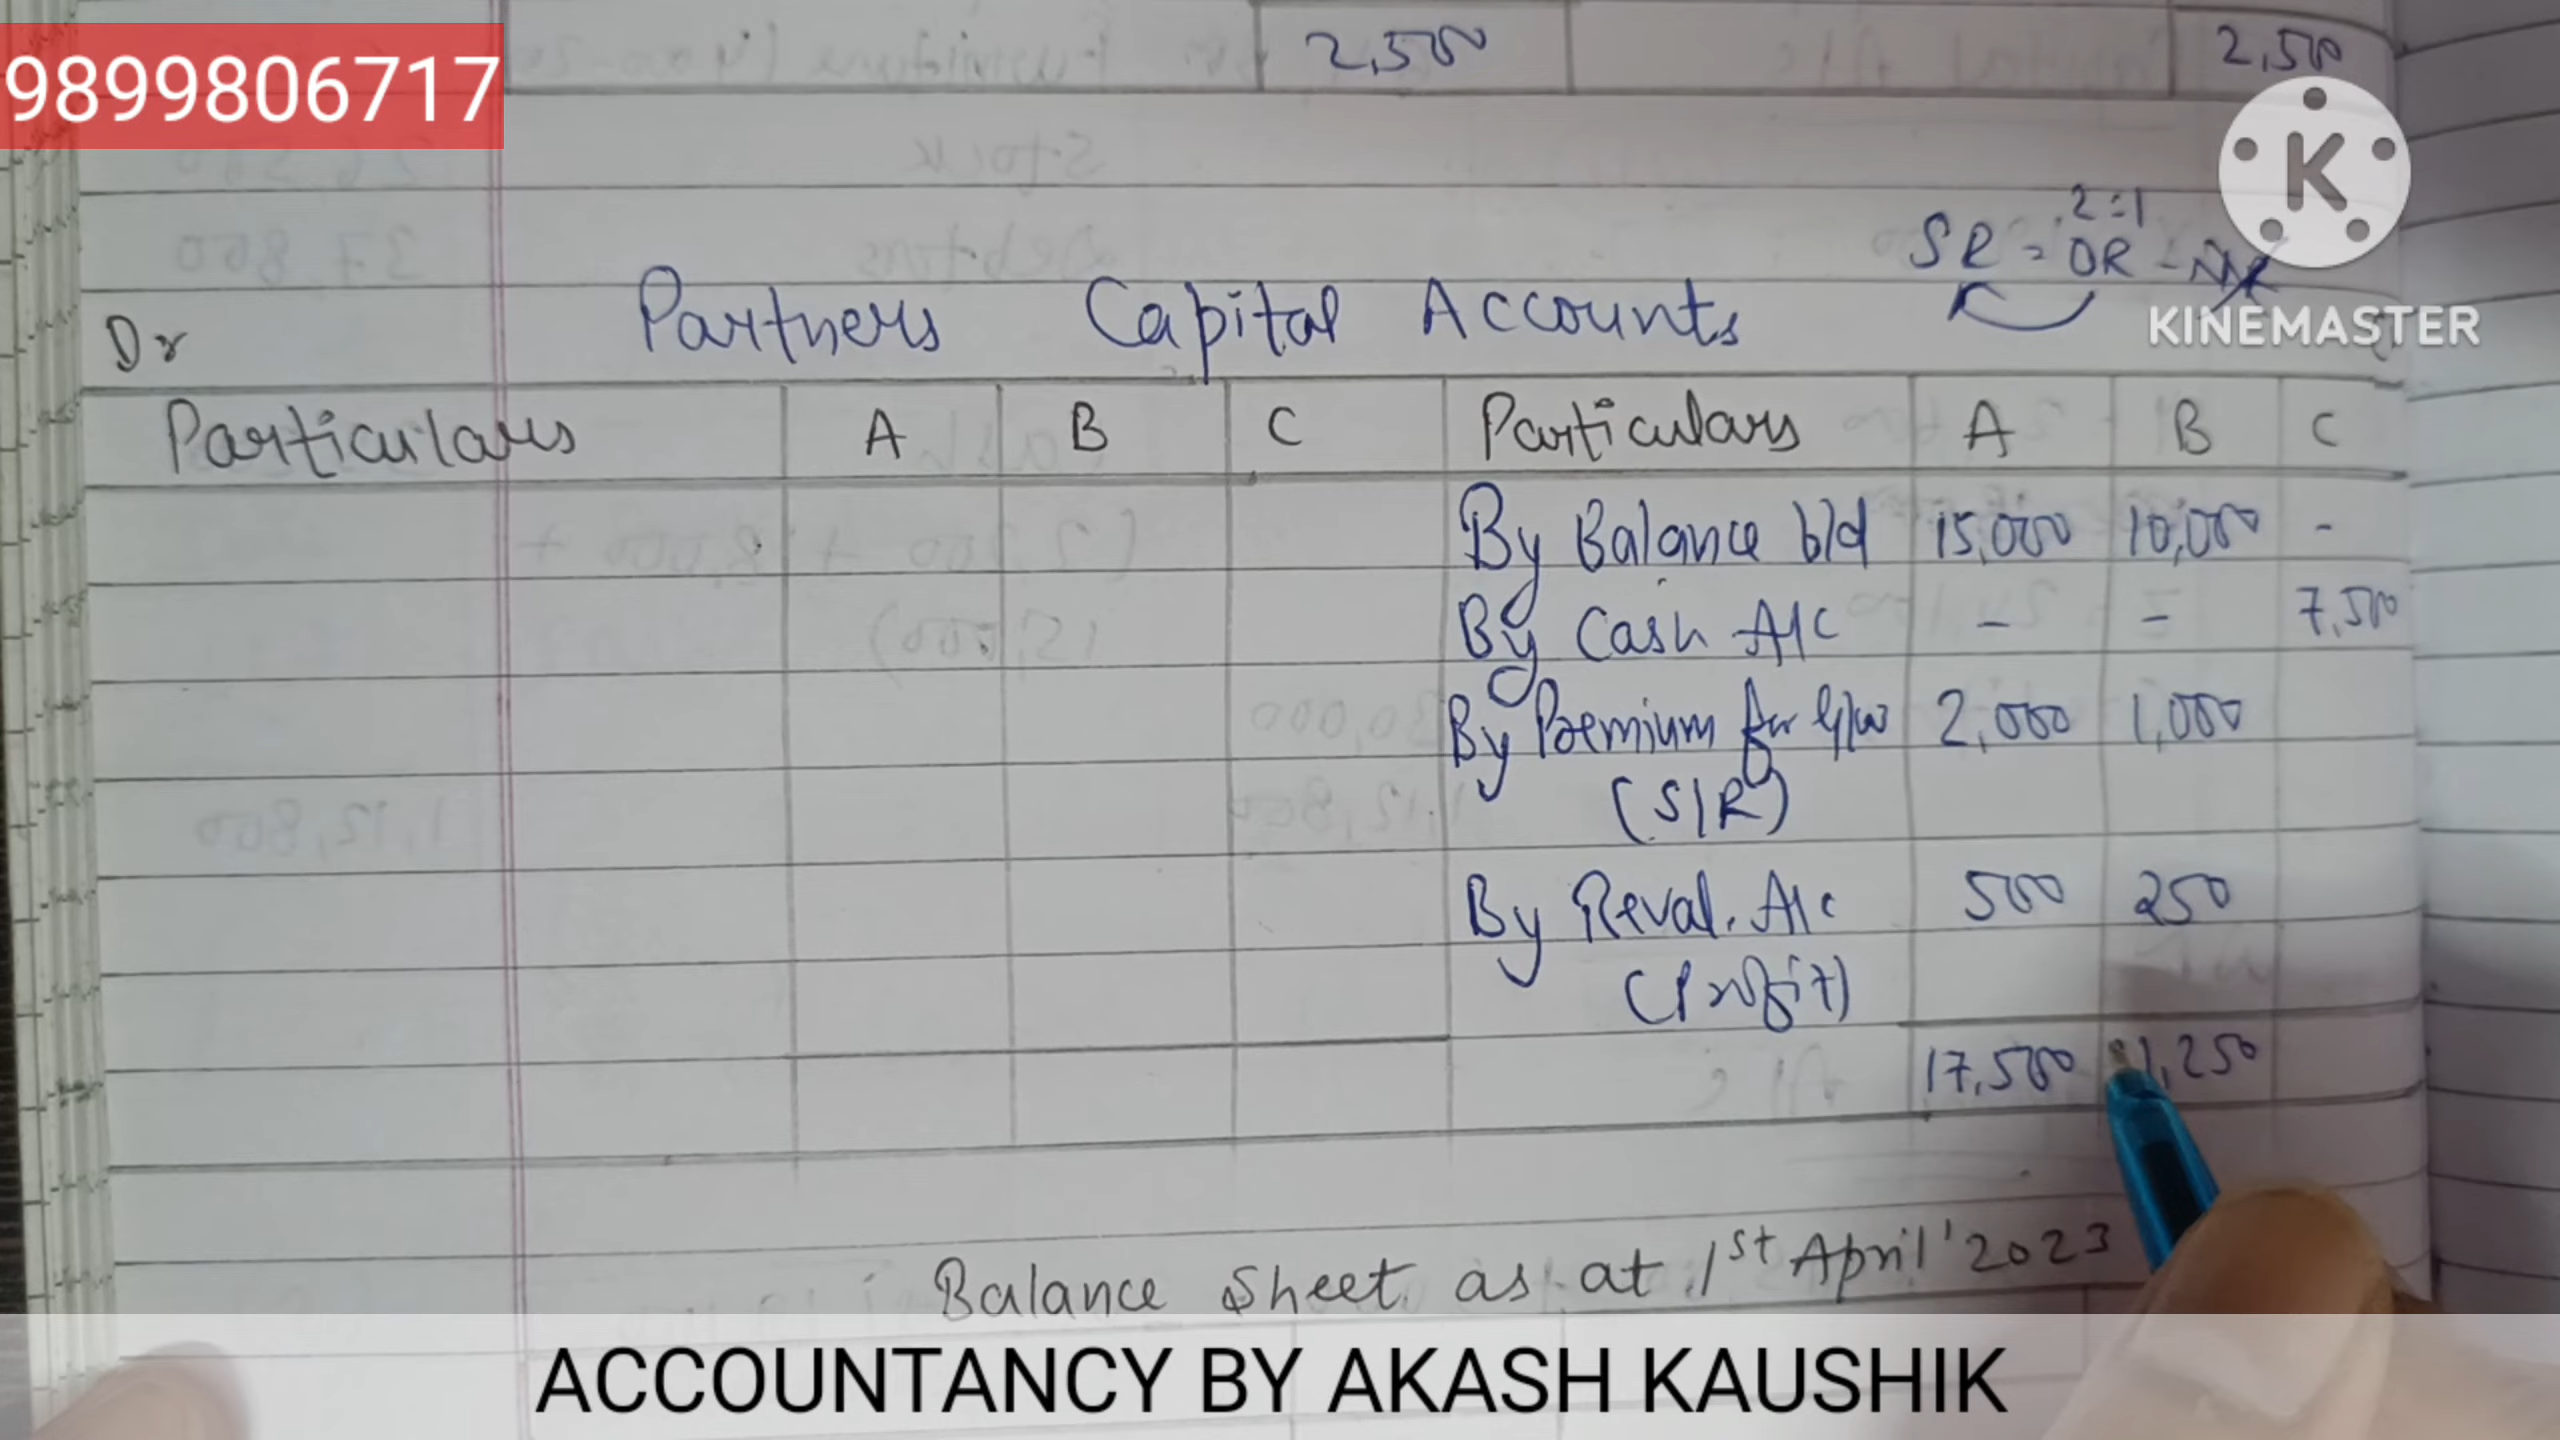 2,500 2,500
9899806717
K
KINEMASTER
2:1
SR = OR - NR
Dr Partners Capital Accounts
Particulars A B C Particulars A B C
By Balance b/d 15,000 10,000 -
By Cash A/c - - 7,500
By Premium for G/w 2,000 1,000
(S/R)
By Reval. A/c 500 250
(Profit)
17,500 11,250
Balance Sheet as at 1st April' 2023
ACCOUNTANCY BY AKASH KAUSHIK